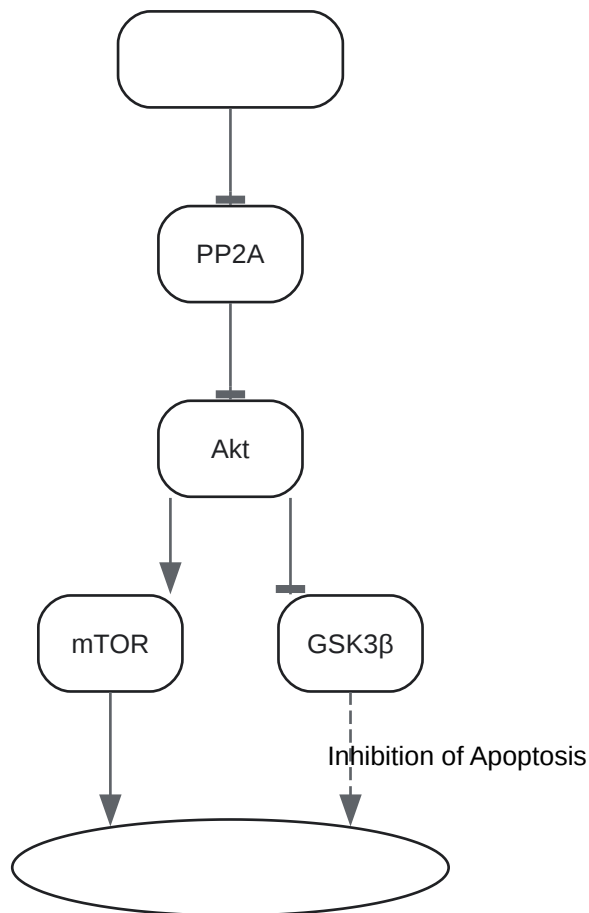 PP2A
Akt
mTOR
GSK3β
Inhibition of Apoptosis